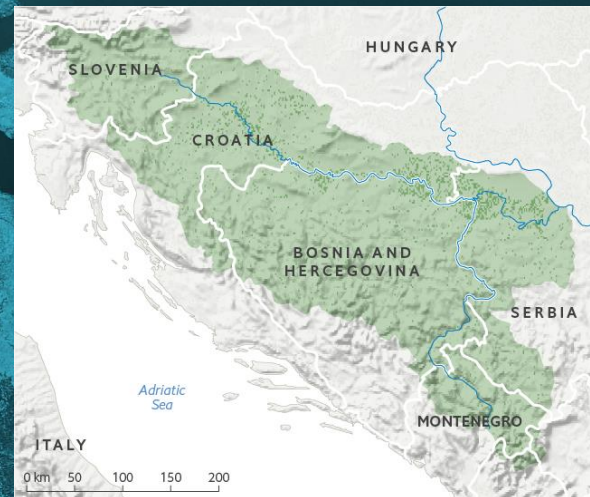 HUNGARY
SLOVENIA
CROATIA
BOSNIA AND
HERCEGOVINA
SERBIA
Adriatic
Sea
MONTENEGRO
ITALY
0 km 50 100 150 200